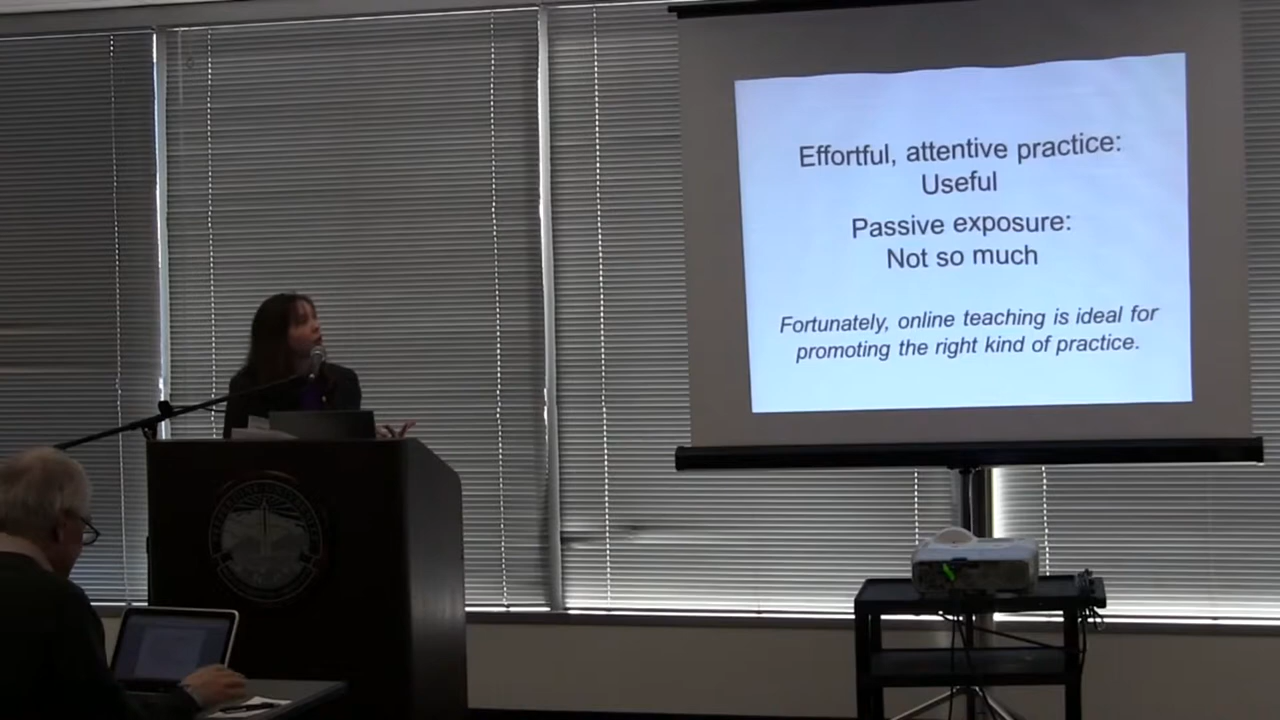 Effortful, attentive practice:
Useful
Passive exposure:
Not so much
Fortunately, online teaching is ideal for
promoting the right kind of practice.